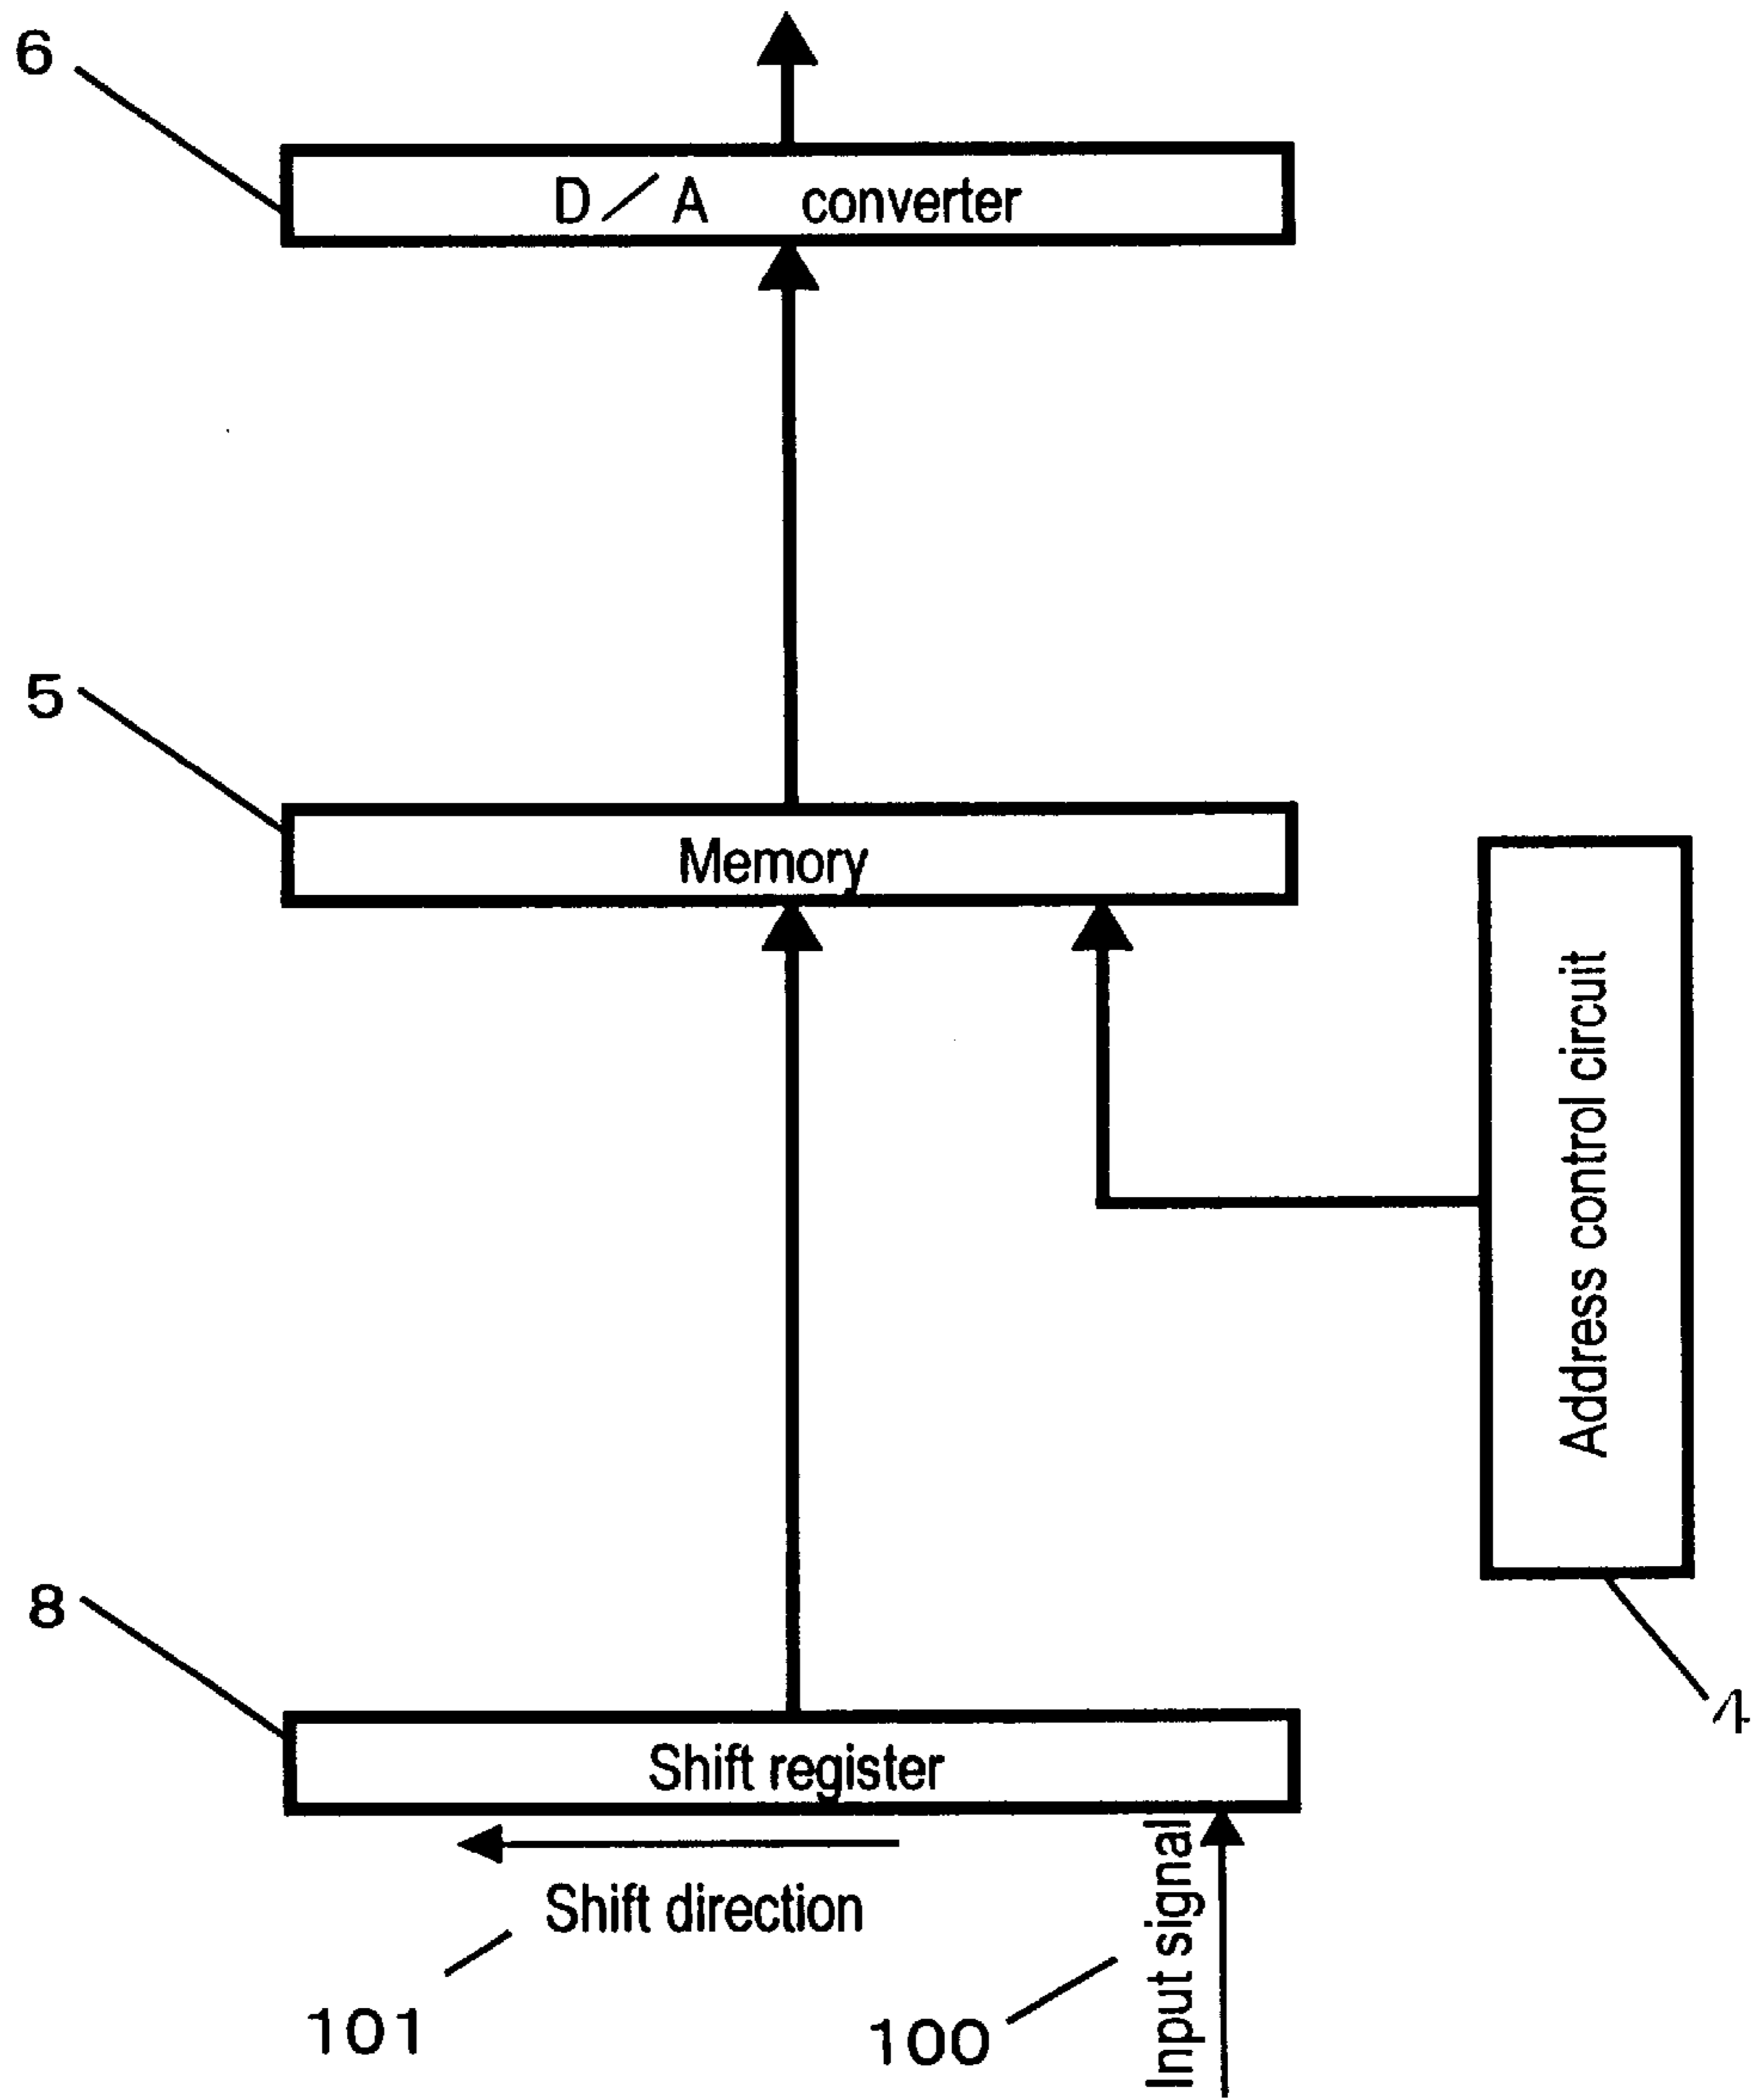 6
D／A converter
5
Memory
Address control circuit
8
4
Shift register
Shift direction
Input signal
101
100